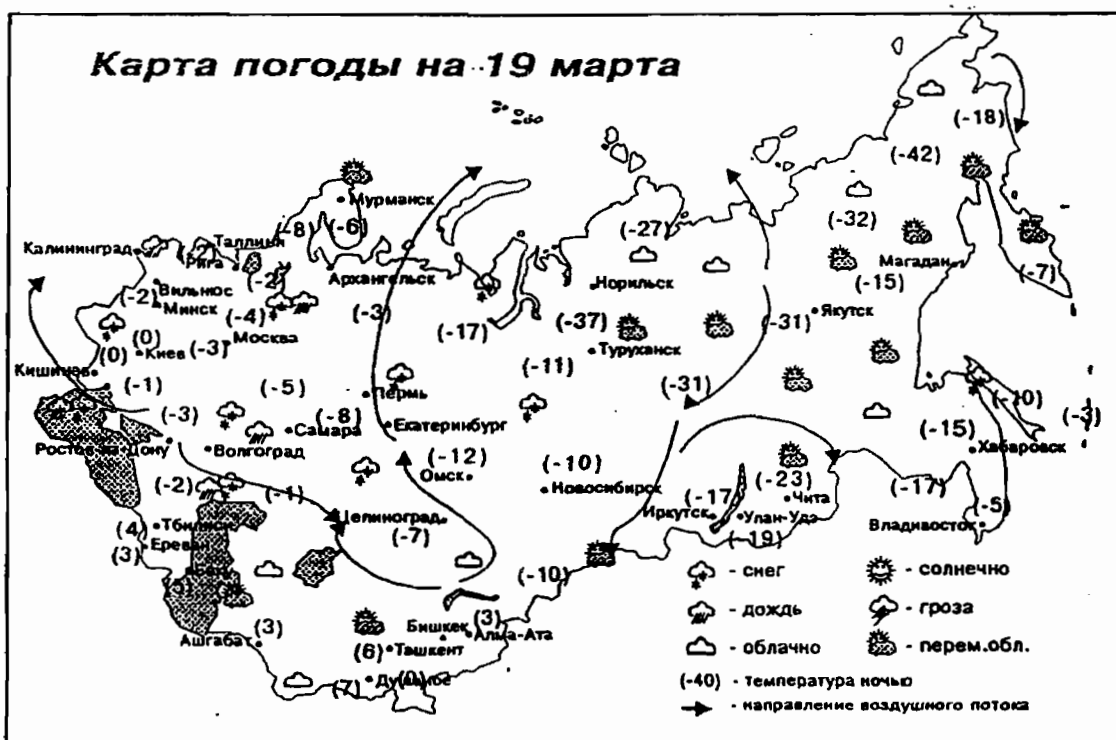 Карта погоды на 19 марта
(-18)
(-42)
Мурманск
(-8)
(-6)
(-27)
(-32)
Калининград
Таллинн
Рига
(-2)
Архангельск
Норильск
Магадан
(-15)
(-7)
Вильнюс
(-2)
Минск
(-4)
(-3)
(-17)
(-37)
(-31)
Якутск
(0)
(0)
Киев
(-3)
Москва
Туруханск
Кишинев
(-1)
(-5)
Пермь
(-11)
(-31)
(-10)
(-3)
(-3)
(-8)
Ростов-на-Дону
Волгоград
Самара
Екатеринбург
(-15)
Хабаровск
(-12)
Омск
(-10)
Новосибирск
(-23)
Чита
(-17)
(-2)
(-1)
(-17)
Иркутск
Улан-Удэ
(-19)
(-5)
Владивосток
(4)
Тбилиси
(3)
Ереван
Целиноград
(-7)
(-10)
Ашгабат
(3)
Бишкек
(3)
Алма-Ата
(6)
Ташкент
(7)
(0)
- снег
- солнечно
- дождь
- гроза
- облачно
- перем.обл.
(-40) - температура ночью
- направление воздушного потока